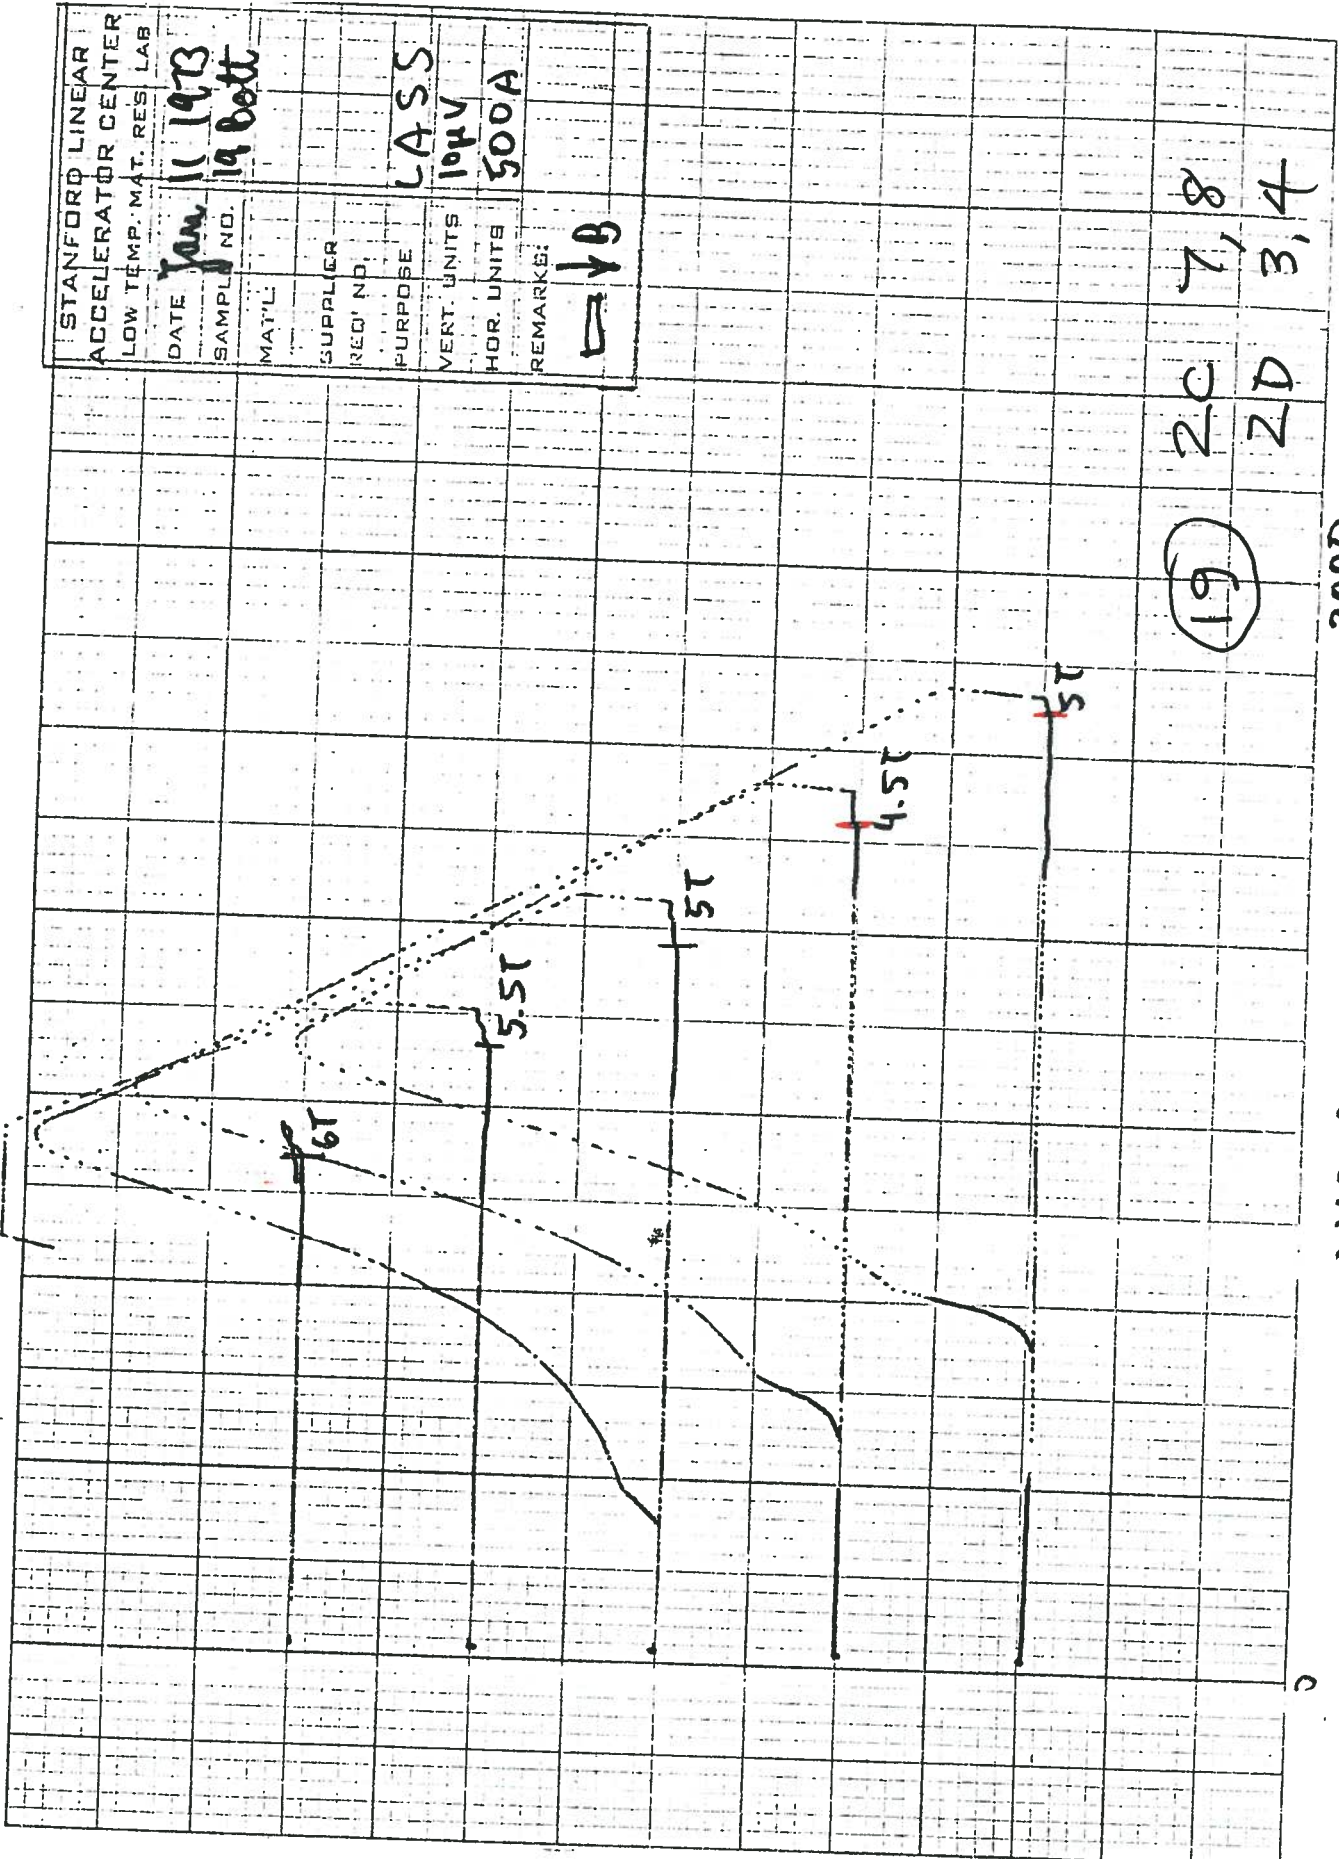 STANFORD LINEAR
ACCELERATOR CENTER
LOW TEMP. MAT. RES. LAB
DATE Jan 11 1973
SAMPLE NO. 19 Bott
MAT'L:
SUPPLIER
REQ' NO.
PURPOSE LASS
VERT. UNITS 10μV
HOR. UNITS 500A
REMARKS:
B
6T
5.5T
5T
4.5T
5T
19
2C 7, 8
2D 3, 4
0